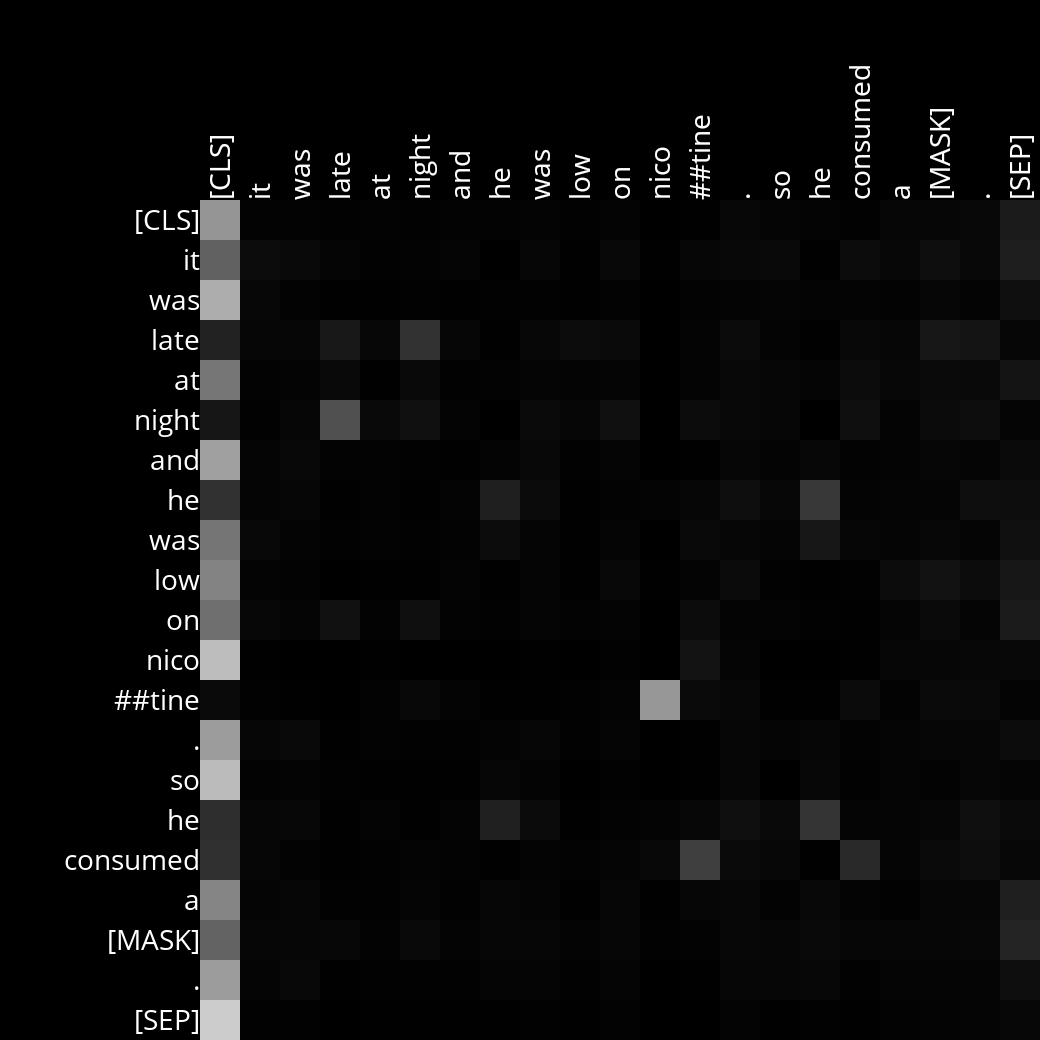 [CLS] it was late at night and he was low on nico ##tine . so he consumed a [MASK] . [SEP]
[CLS]
it
was
late
at
night
and
he
was
low
on
nico
##tine
.
so
he
consumed
a
[MASK]
.
[SEP]